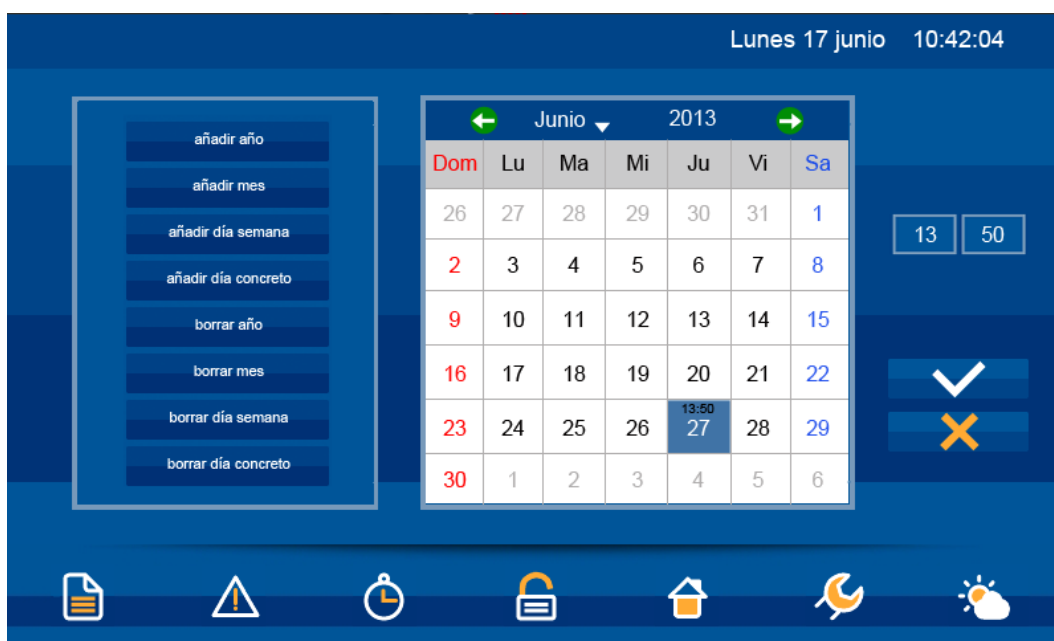 Lunes 17 junio 10:42:04
añadir año
añadir mes
añadir día semana
añadir día concreto
borrar año
borrar mes
borrar día semana
borrar día concreto
Junio 2013
Dom Lu Ma Mi Ju Vi Sa
26 27 28 29 30 31 1
2 3 4 5 6 7 8
9 10 11 12 13 14 15
16 17 18 19 20 21 22
13:50
23 24 25 26 27 28 29
30 1 2 3 4 5 6
13 50